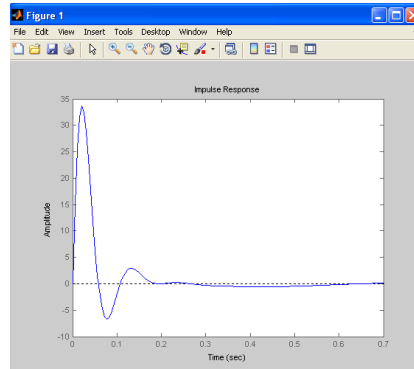 Figure 1
File Edit View Insert Tools Desktop Window Help
Impulse Response
35
30
25
20
15
10
5
0
-5
-10
Amplitude
0 0.1 0.2 0.3 0.4 0.5 0.6 0.7
Time (sec)